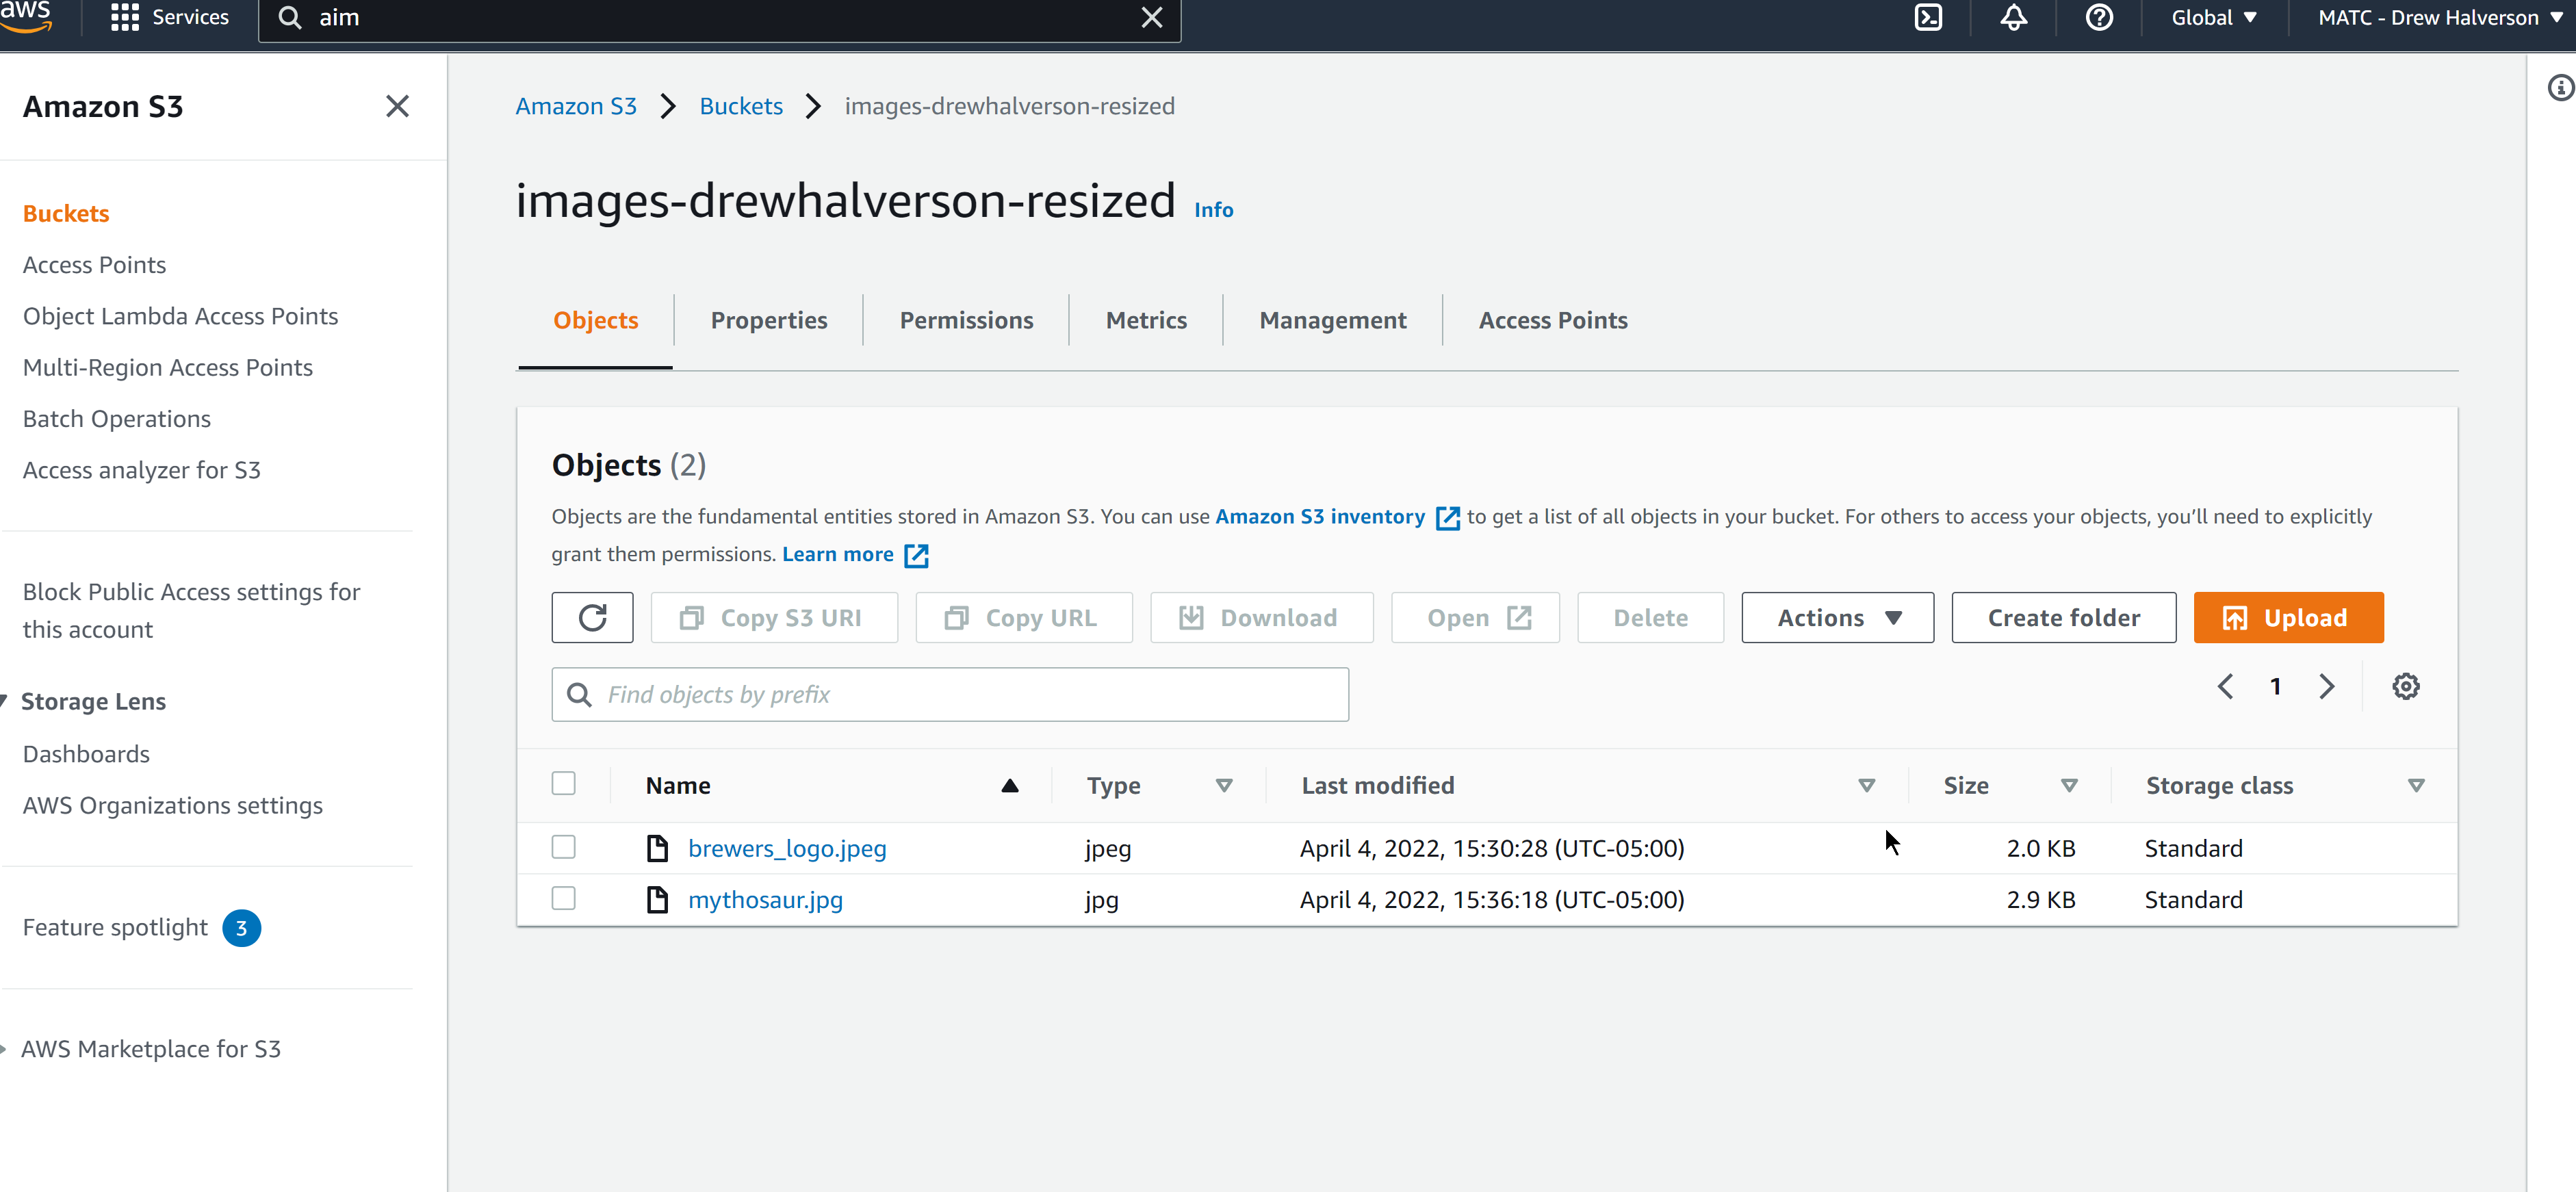 aws
Services
aim
Global
MATC - Drew Halverson
Amazon S3
Buckets
Access Points
Object Lambda Access Points
Multi-Region Access Points
Batch Operations
Access analyzer for S3
Block Public Access settings for
this account
Storage Lens
Dashboards
AWS Organizations settings
Feature spotlight 3
AWS Marketplace for S3
Amazon S3 Buckets images-drewhalverson-resized
images-drewhalverson-resized Info
Objects Properties Permissions Metrics Management Access Points
Objects (2)
Objects are the fundamental entities stored in Amazon S3. You can use Amazon S3 inventory to get a list of all objects in your bucket. For others to access your objects, you’ll need to explicitly
grant them permissions. Learn more
Copy S3 URI Copy URL Download Open Delete Actions Create folder Upload
Find objects by prefix
1
Name Type Last modified Size Storage class
brewers_logo.jpeg jpeg April 4, 2022, 15:30:28 (UTC-05:00) 2.0 KB Standard
mythosaur.jpg jpg April 4, 2022, 15:36:18 (UTC-05:00) 2.9 KB Standard